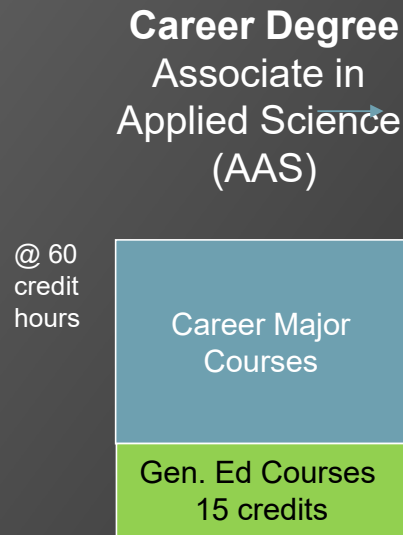 Career Degree
Associate in
Applied Science
(AAS)
@ 60
credit
hours
Career Major
Courses
Gen. Ed Courses
15 credits